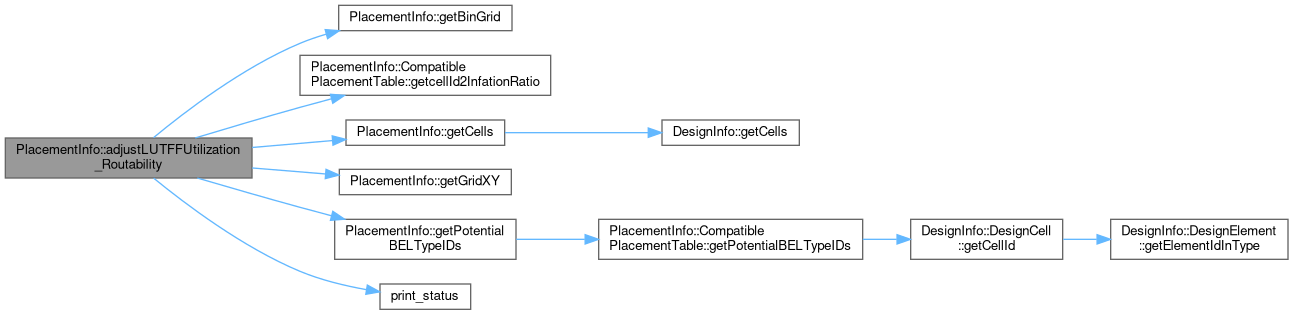 PlacementInfo::getBinGrid
PlacementInfo::Compatible
PlacementTable::getcellId2InfationRatio
PlacementInfo::adjustLUTFFUtilization
_Routability
PlacementInfo::getCells
DesignInfo::getCells
PlacementInfo::getGridXY
PlacementInfo::getPotential
BELTypeIDs
PlacementInfo::Compatible
PlacementTable::getPotentialBELTypeIDs
DesignInfo::DesignCell
::getCellId
DesignInfo::DesignElement
::getElementIdInType
print_status